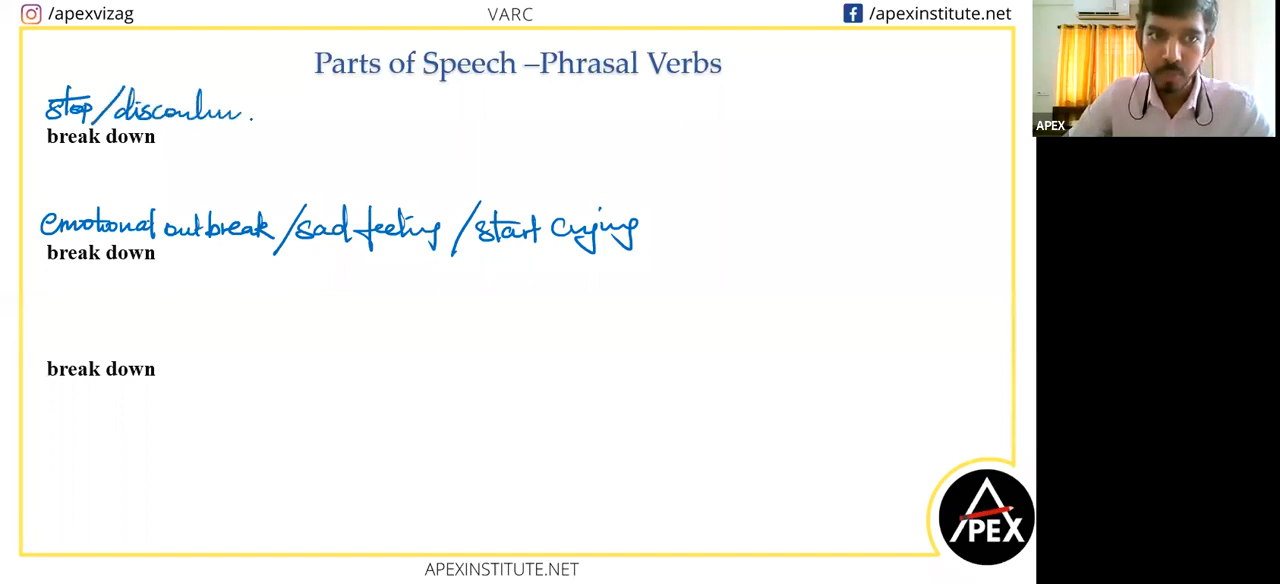 /apexvizag VARC /apexinstitute.net
Parts of Speech –Phrasal Verbs
stop/
break down
emotional outbreak/sad feeling/start crying
break down
break down
APEX
APEX
APEXINSTITUTE.NET